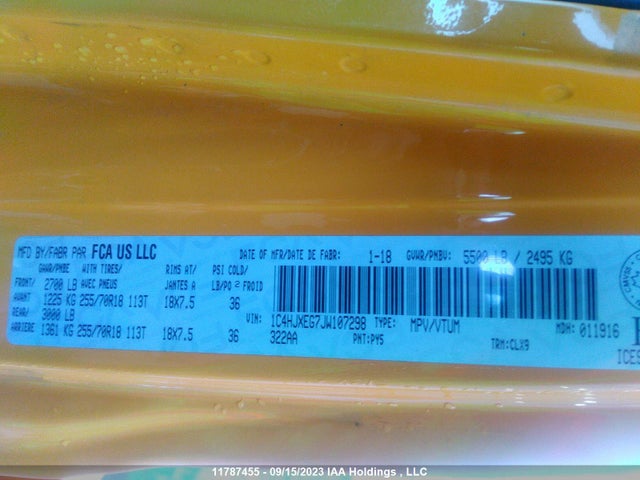 MFD BY/FABR PAR FCA US LLC DATE OF MFR/DATE DE FABR: 1-18 GVWR/PNBV: 5500 LB / 2495 KG
GAWR/PNBE WITH TIRES/ RIMS AT/ PSI COLD/
FRONT/ 2700 LB AVEC PNEUS JANTES A LB/PO 2 FROID
AVANT 1225 KG 255/70R18 113T 18X7.5 36
REAR/ 3000 LB
ARRIERE 1361 KG 255/70R18 113T 18X7.5 36
VIN: 1C4HJXEG7JW107298 TYPE: MPV/VTUM MDH: 011916
322AA PNT:PY5 TRM:CLX9
ICES
11787455 - 09/15/2023 IAA Holdings , LLC